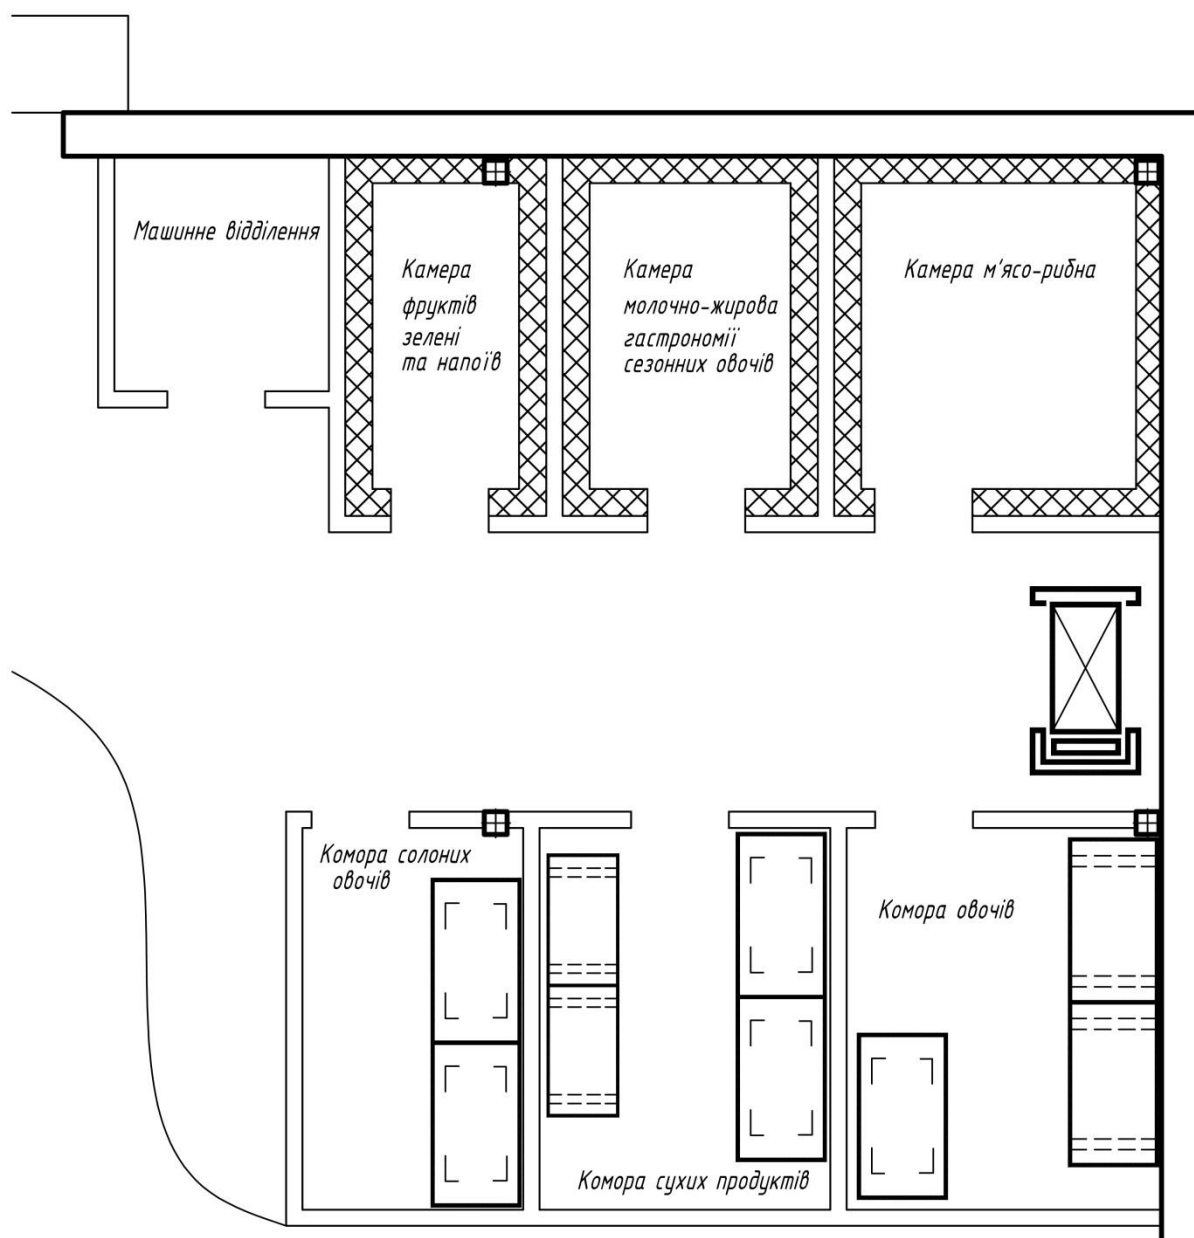 Машинне відділення
Камера
фруктів
зелені
та напоїв
Камера
молочно-жирова
гастрономії
сезонних овочів
Камера м'ясо-рибна
Комора солоних
овочів
Комора сухих продуктів
Комора овочів